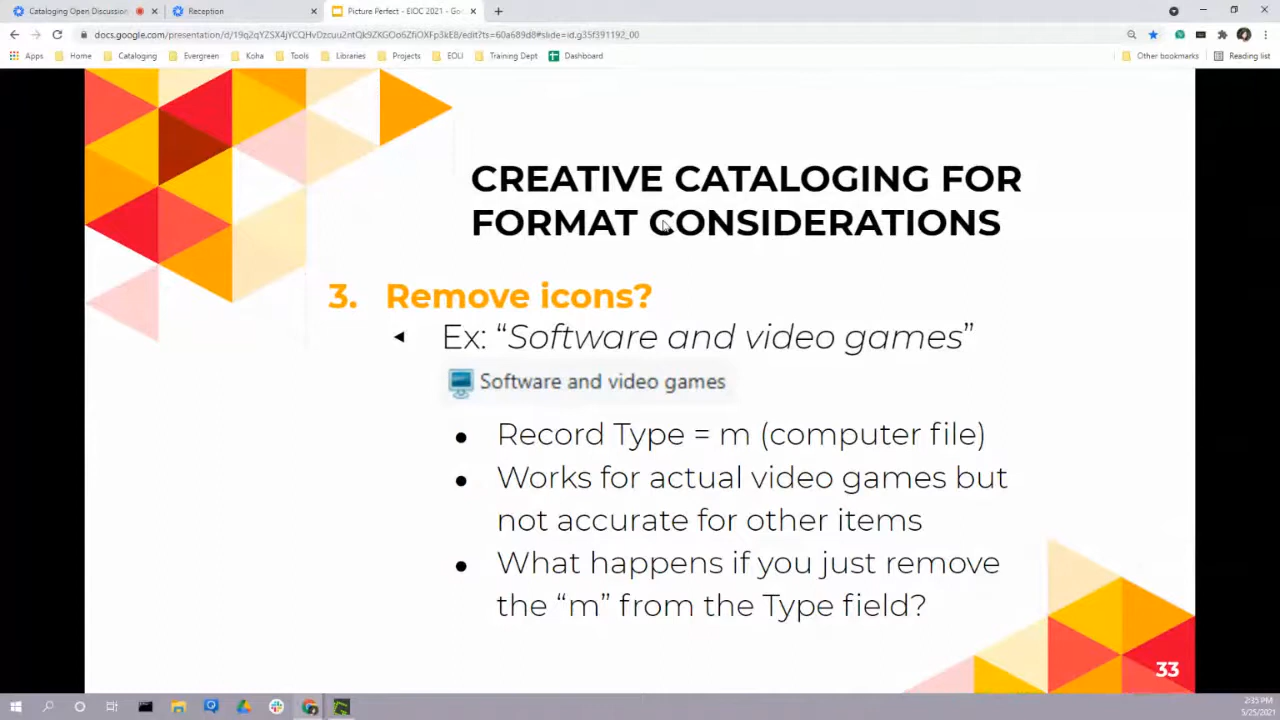 Cataloging Open Discussion
Reception
Picture Perfect - EIOC 2021 - Go
Apps
Home
Cataloging
Evergreen
Koha
Tools
Libraries
Projects
EOLI
Training Dept
Dashboard
Other bookmarks
Reading list
CREATIVE CATALOGING FOR
FORMAT CONSIDERATIONS
3. Remove icons?
Ex: “Software and video games”
Software and video games
● Record Type = m (computer file)
● Works for actual video games but
not accurate for other items
● What happens if you just remove
the “m” from the Type field?
33
2:35 PM
5/25/2021